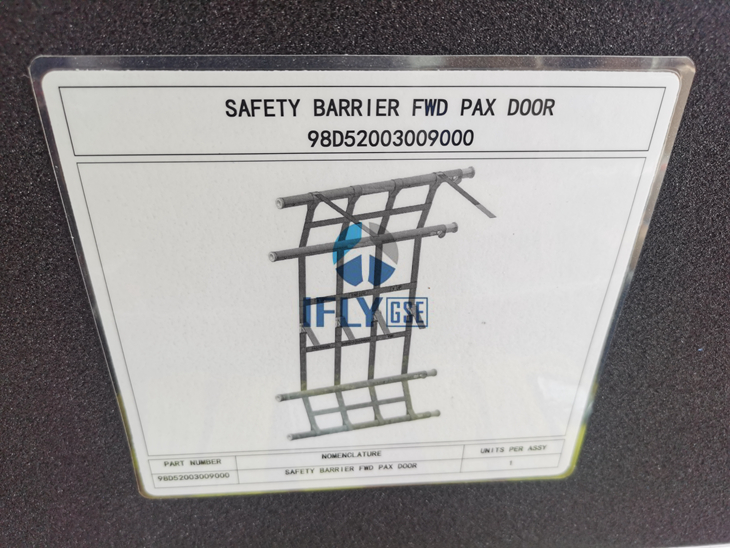 SAFETY BARRIER FWD PAX DOOR
98D52003009000
IFLY GSE
PART NUMBER NOMENCLATURE UNITS PER ASSY
98D52003009000 SAFETY BARRIER FWD PAX DOOR 1